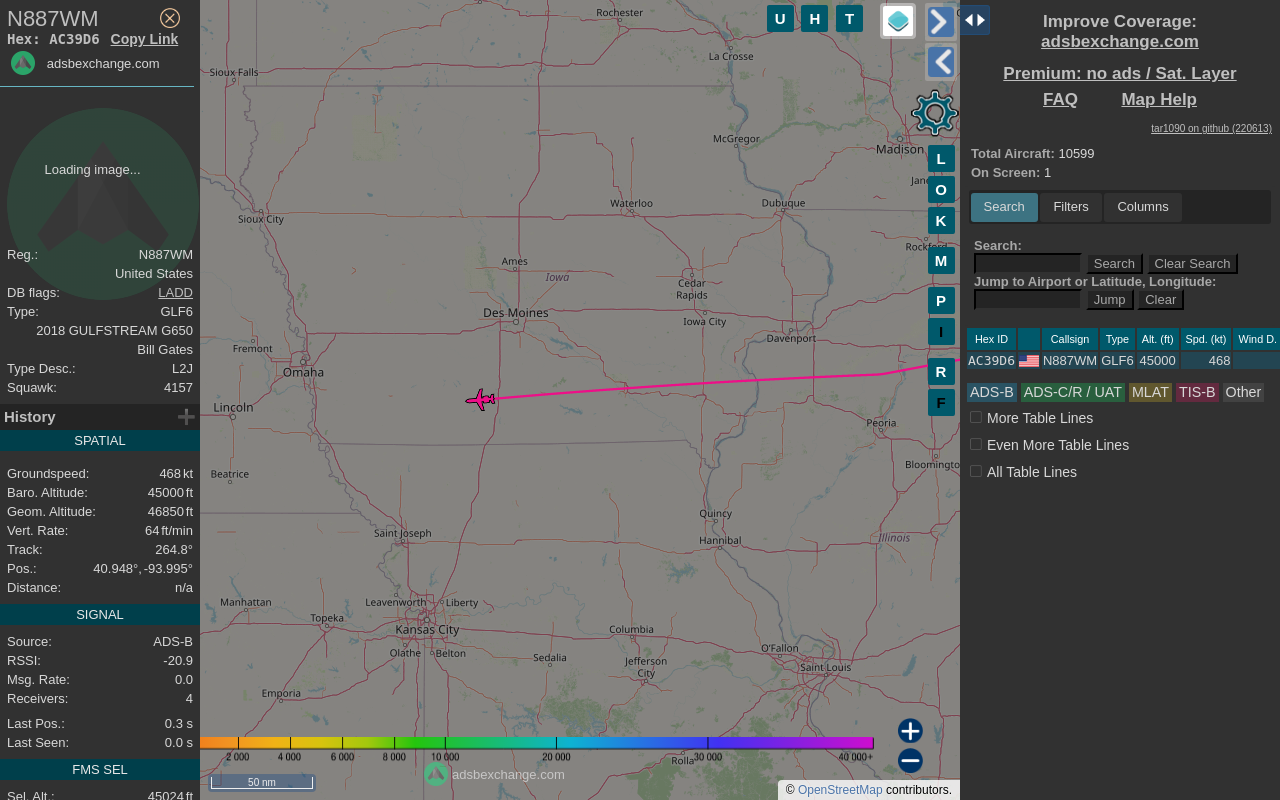 N887WM
Hex: AC39D6 Copy Link
adsbexchange.com
Loading image...
Reg.: N887WM
United States
DB flags: LADD
Type: GLF6
2018 GULFSTREAM G650
Bill Gates
Type Desc.: L2J
Squawk: 4157
History
SPATIAL
Groundspeed: 468 kt
Baro. Altitude: 45000 ft
Geom. Altitude: 46850 ft
Vert. Rate: 64 ft/min
Track: 264.8°
Pos.: 40.948°, -93.995°
Distance: n/a
SIGNAL
Source: ADS-B
RSSI: -20.9
Msg. Rate: 0.0
Receivers: 4
Last Pos.: 0.3 s
Last Seen: 0.0 s
FMS SEL
Sel. Alt.: 45024 ft
Rochester
U H T
La Crosse
Sioux Falls
McGregor
Madison
L
O
K
M
P
I
R
F
Waterloo
Dubuque
Sioux City
Ames
Iowa
Cedar
Rapids
Des Moines
Iowa City
Davenport
Fremont
Omaha
Lincoln
Peoria
Beatrice
Quincy
Hannibal
Saint Joseph
Illinois
Manhattan
Leavenworth
Liberty
Topeka
Kansas City
Columbia
Olathe
Belton
Sedalia
Jefferson
City
O'Fallon
Saint Louis
Emporia
Rolla
2 000 4 000 6 000 8 000 10 000 20 000 30 000 40 000+
adsbexchange.com
50 nm
© OpenStreetMap contributors.
Improve Coverage:
adsbexchange.com
Premium: no ads / Sat. Layer
FAQ Map Help
tar1090 on github (220613)
Total Aircraft: 10599
On Screen: 1
Search Filters Columns
Search:
Search Clear Search
Jump to Airport or Latitude, Longitude:
Jump Clear
Hex ID Callsign Type Alt. (ft) Spd. (kt) Wind D.
AC39D6 N887WM GLF6 45000 468
ADS-B ADS-C/R / UAT MLAT TIS-B Other
More Table Lines
Even More Table Lines
All Table Lines